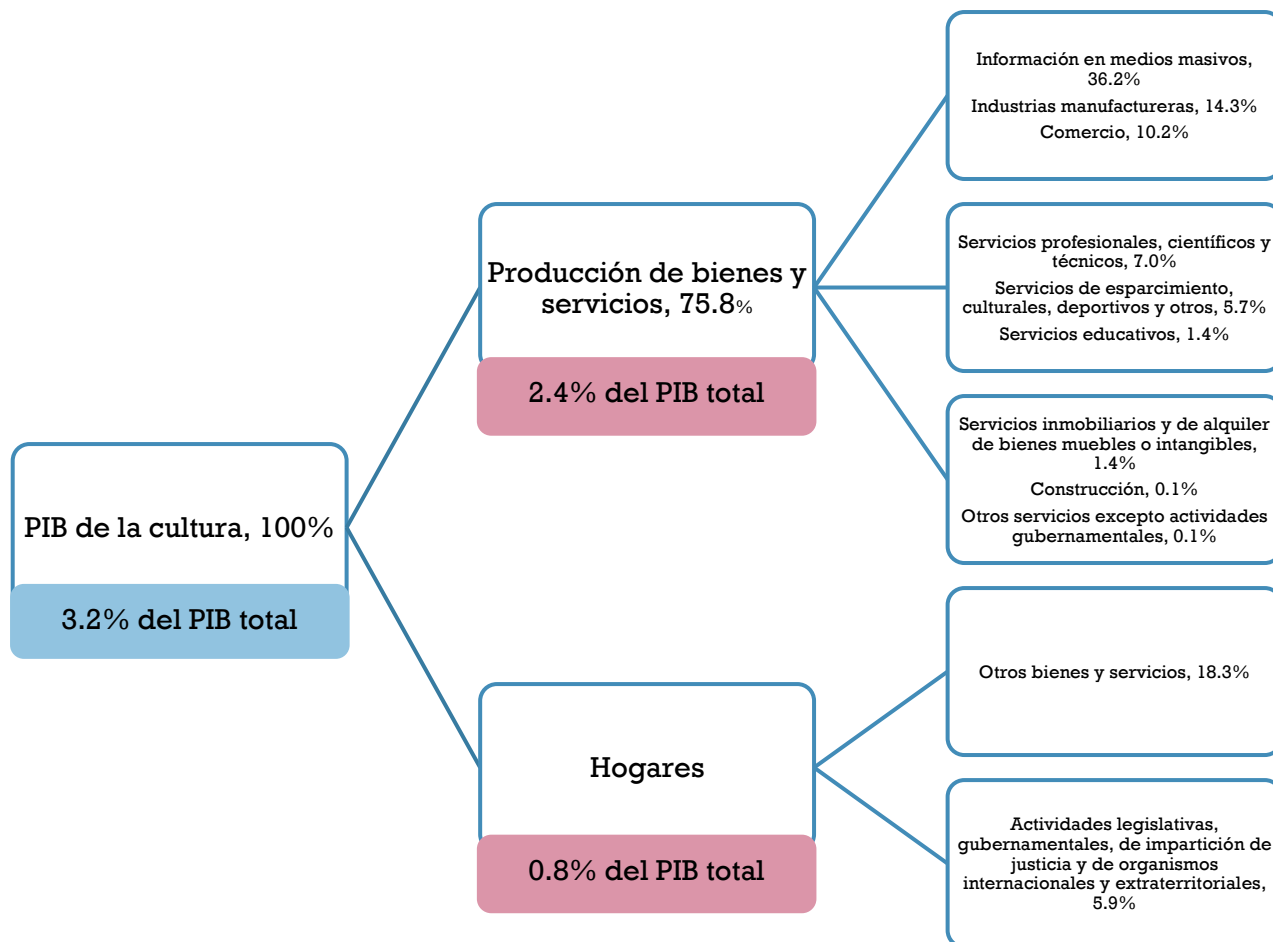 PIB de la cultura, 100%
3.2% del PIB total
Producción de bienes y
servicios, 75.8%
2.4% del PIB total
Hogares
0.8% del PIB total
Información en medios masivos,
36.2%
Industrias manufactureras, 14.3%
Comercio, 10.2%
Servicios profesionales, científicos y
técnicos, 7.0%
Servicios de esparcimiento,
culturales, deportivos y otros, 5.7%
Servicios educativos, 1.4%
Servicios inmobiliarios y de alquiler
de bienes muebles o intangibles,
1.4%
Construcción, 0.1%
Otros servicios excepto actividades
gubernamentales, 0.1%
Otros bienes y servicios, 18.3%
Actividades legislativas,
gubernamentales, de impartición de
justicia y de organismos
internacionales y extraterritoriales,
5.9%